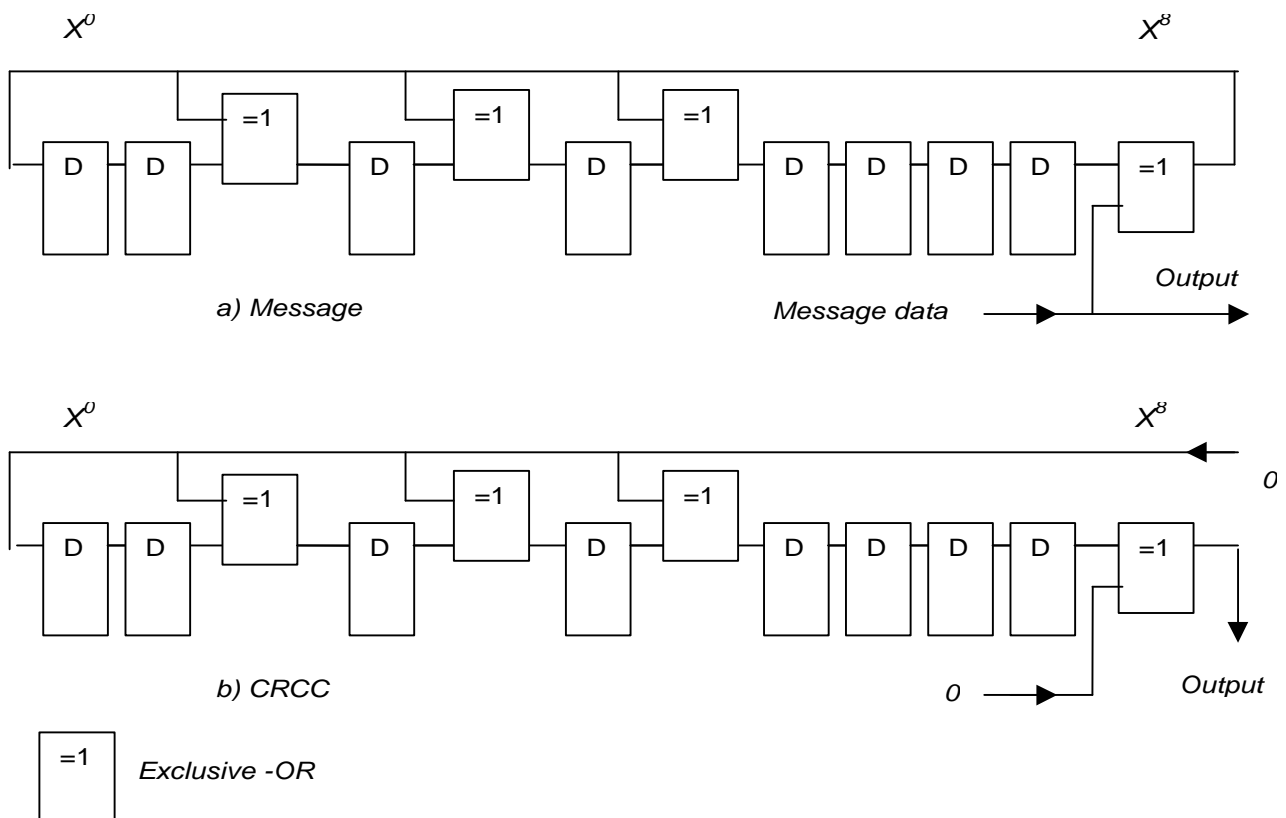 X⁰ X⁸
=1 =1 =1
D D D D D D D D =1
Output
a) Message Message data
X⁰ X⁸
0
=1 =1 =1
D D D D D D D D =1
b) CRCC 0 Output
=1 Exclusive -OR